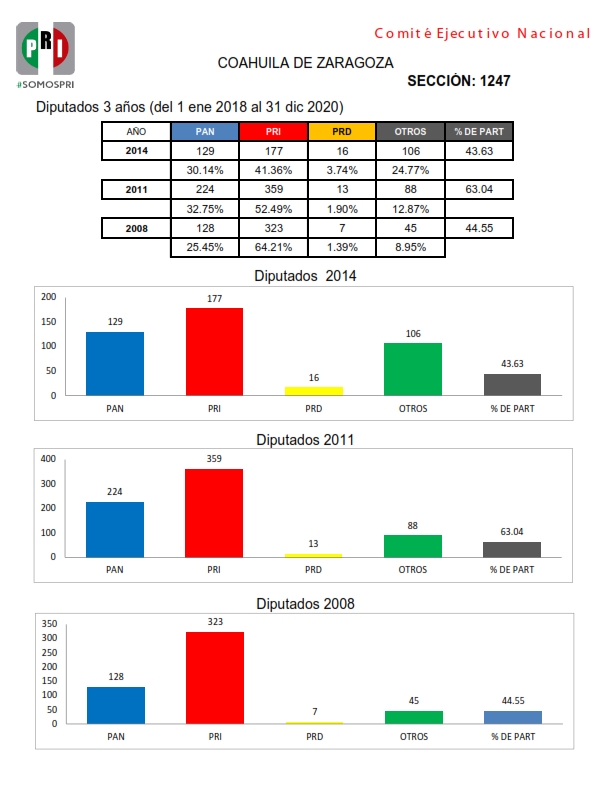 PRI
#SOMOSPRI
Comité Ejecutivo Nacional
COAHUILA DE ZARAGOZA
SECCIÓN: 1247
Diputados 3 años (del 1 ene 2018 al 31 dic 2020)
AÑO PAN PRI PRD OTROS % DE PART
2014 129 177 16 106 43.63
30.14% 41.36% 3.74% 24.77%
2011 224 359 13 88 63.04
32.75% 52.49% 1.90% 12.87%
2008 128 323 7 45 44.55
25.45% 64.21% 1.39% 8.95%
Diputados 2014
200
150
100
50
0
129 177 16 106 43.63
PAN PRI PRD OTROS % DE PART
Diputados 2011
400
300
200
100
0
224 359 13 88 63.04
PAN PRI PRD OTROS % DE PART
Diputados 2008
350
300
250
200
150
100
50
0
128 323 7 45 44.55
PAN PRI PRD OTROS % DE PART